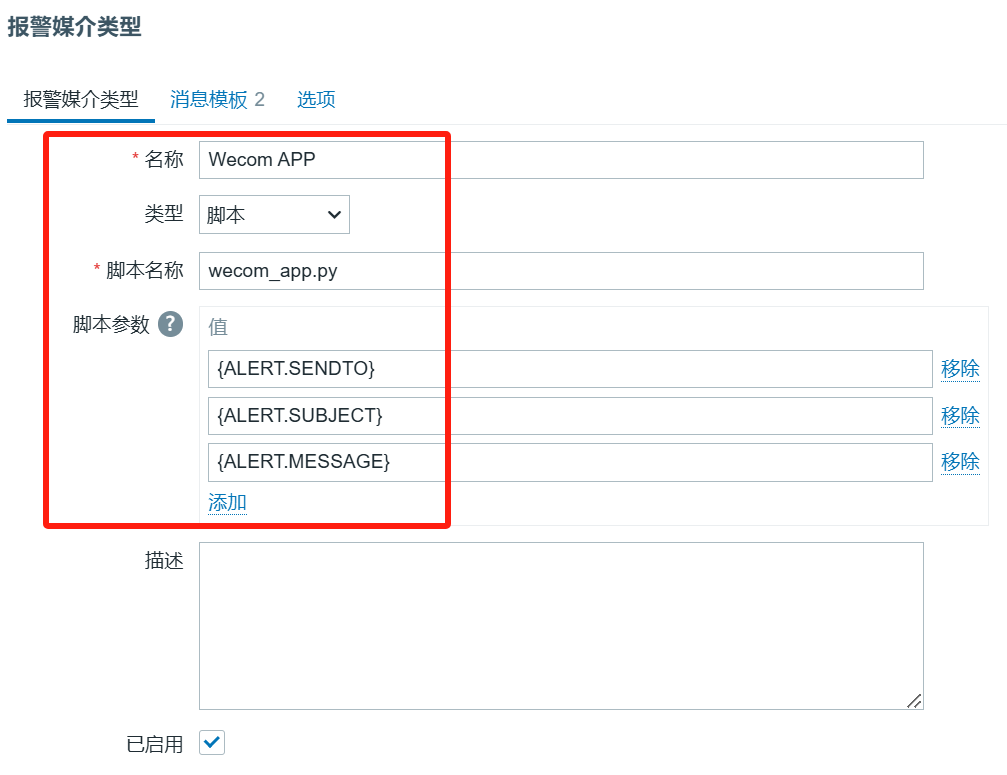 报警媒介类型
报警媒介类型 消息模板 2 选项
* 名称 Wecom APP
类型 脚本
* 脚本名称 wecom_app.py
脚本参数 ? 值
{ALERT.SENDTO} 移除
{ALERT.SUBJECT} 移除
{ALERT.MESSAGE} 移除
添加
描述
已启用